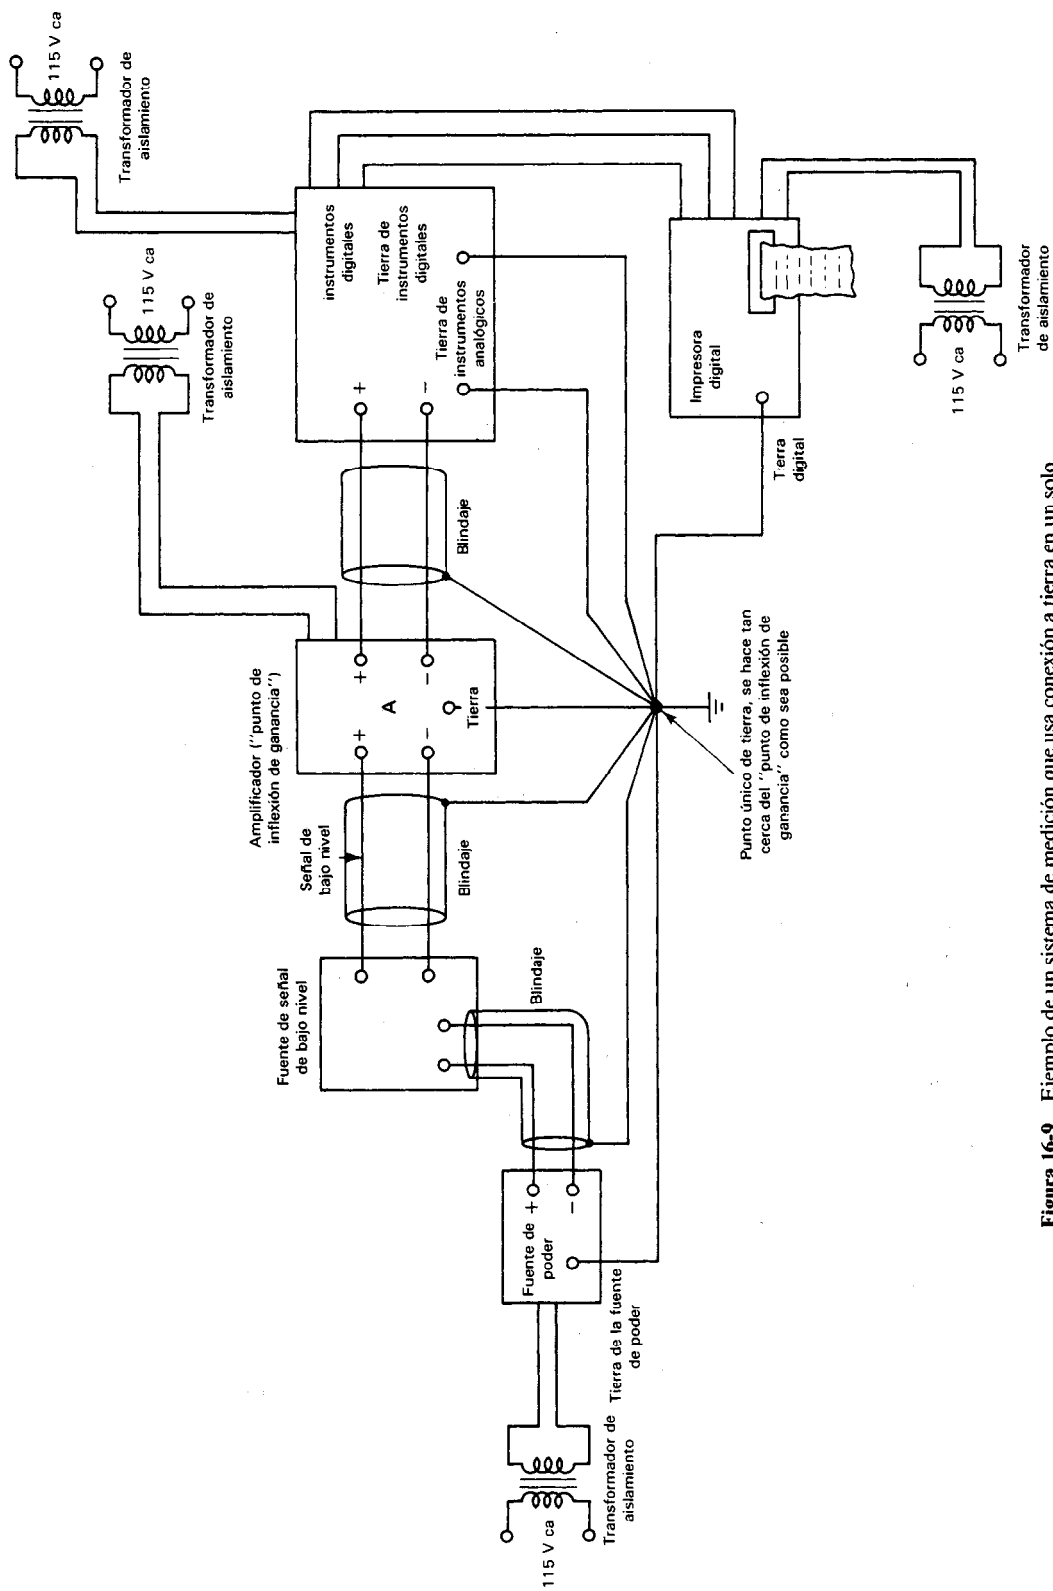 115 V ca
Transformador de
aislamiento
115 V ca
Transformador de
aislamiento
instrumentos
digitales
Tierra de
instrumentos
digitales
Tierra de
instrumentos
analógicos
+
−
Blindaje
Amplificador (''punto de
inflexión de ganancia'')
+
−
A
+
−
Tierra
Señal de
bajo nivel
Blindaje
Fuente de señal
de bajo nivel
Blindaje
Fuente de
poder
+
−
Tierra de la fuente
de poder
Transformador de
aislamiento
115 V ca
Punto único de tierra, se hace tan
cerca del ''punto de inflexión de
ganancia'' como sea posible
Impresora
digital
Tierra
digital
115 V ca
Transformador
de aislamiento
Figura 16-9 Ejemplo de un sistema de medición que usa conexión a tierra en un solo